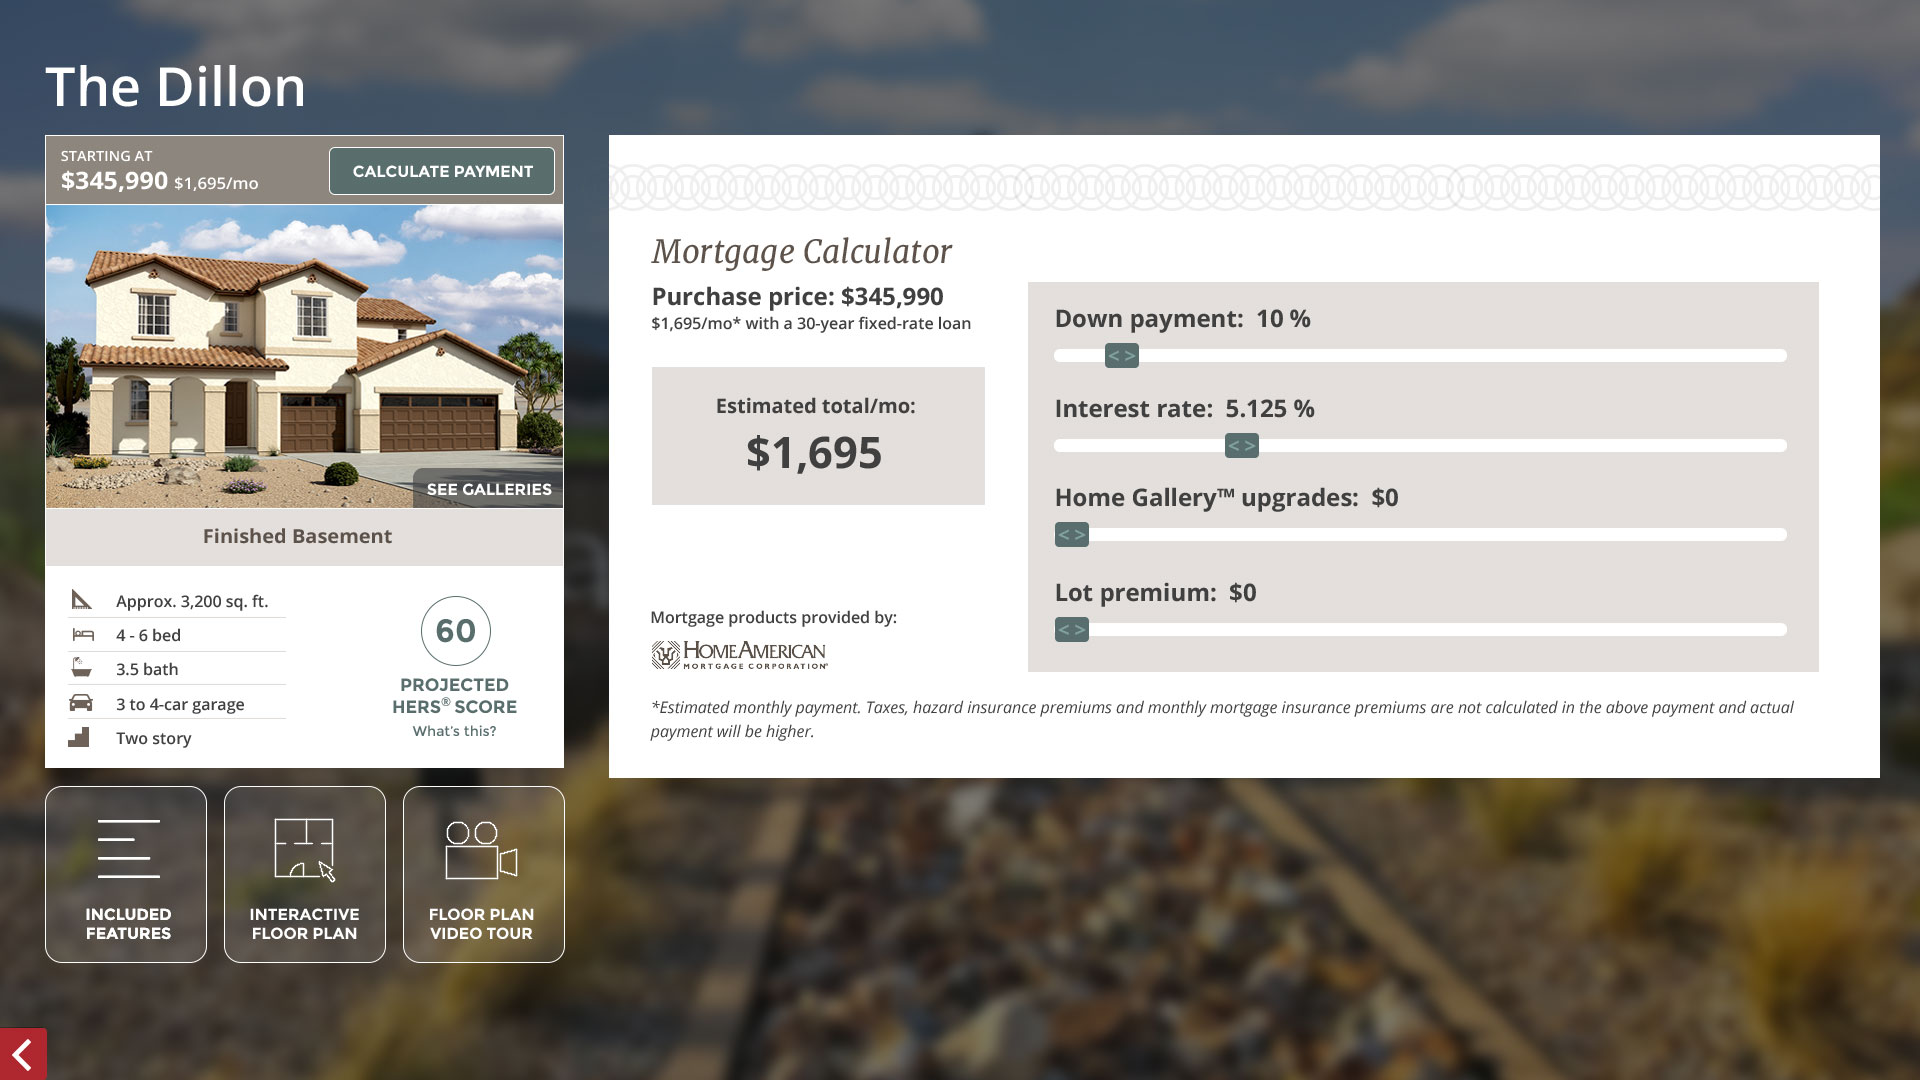 The Dillon
STARTING AT
$345,990 $1,695/mo
CALCULATE PAYMENT
SEE GALLERIES
Finished Basement
Approx. 3,200 sq. ft.
4 - 6 bed
3.5 bath
3 to 4-car garage
Two story
60
PROJECTED
HERS® SCORE
What's this?
INCLUDED
FEATURES
INTERACTIVE
FLOOR PLAN
FLOOR PLAN
VIDEO TOUR
Mortgage Calculator
Purchase price: $345,990
$1,695/mo* with a 30-year fixed-rate loan
Estimated total/mo:
$1,695
Mortgage products provided by:
HOMEAMERICAN
MORTGAGE CORPORATION®
Down payment: 10 %
< >
Interest rate: 5.125 %
< >
Home Gallery™ upgrades: $0
< >
Lot premium: $0
< >
*Estimated monthly payment. Taxes, hazard insurance premiums and monthly mortgage insurance premiums are not calculated in the above payment and actual
payment will be higher.